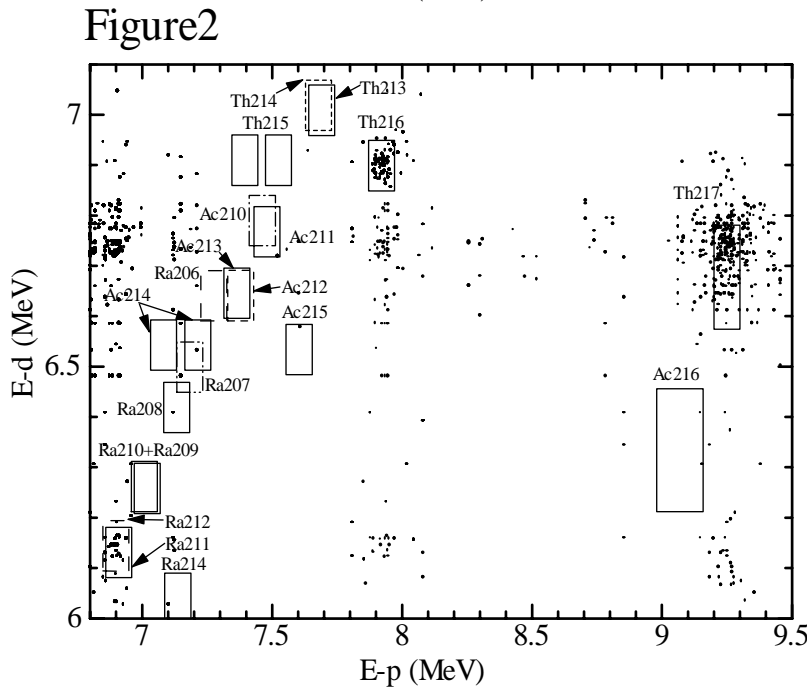 Figure2
7
6.5
6
E-d (MeV)
Th214
Th213
Th215
Th216
Th217
Ac210
Ac211
Ac213
Ra206
Ac212
Ac214
Ac215
Ra207
Ac216
Ra208
Ra210+Ra209
Ra212
Ra211
Ra214
7
7.5
8
8.5
9
9.5
E-p (MeV)